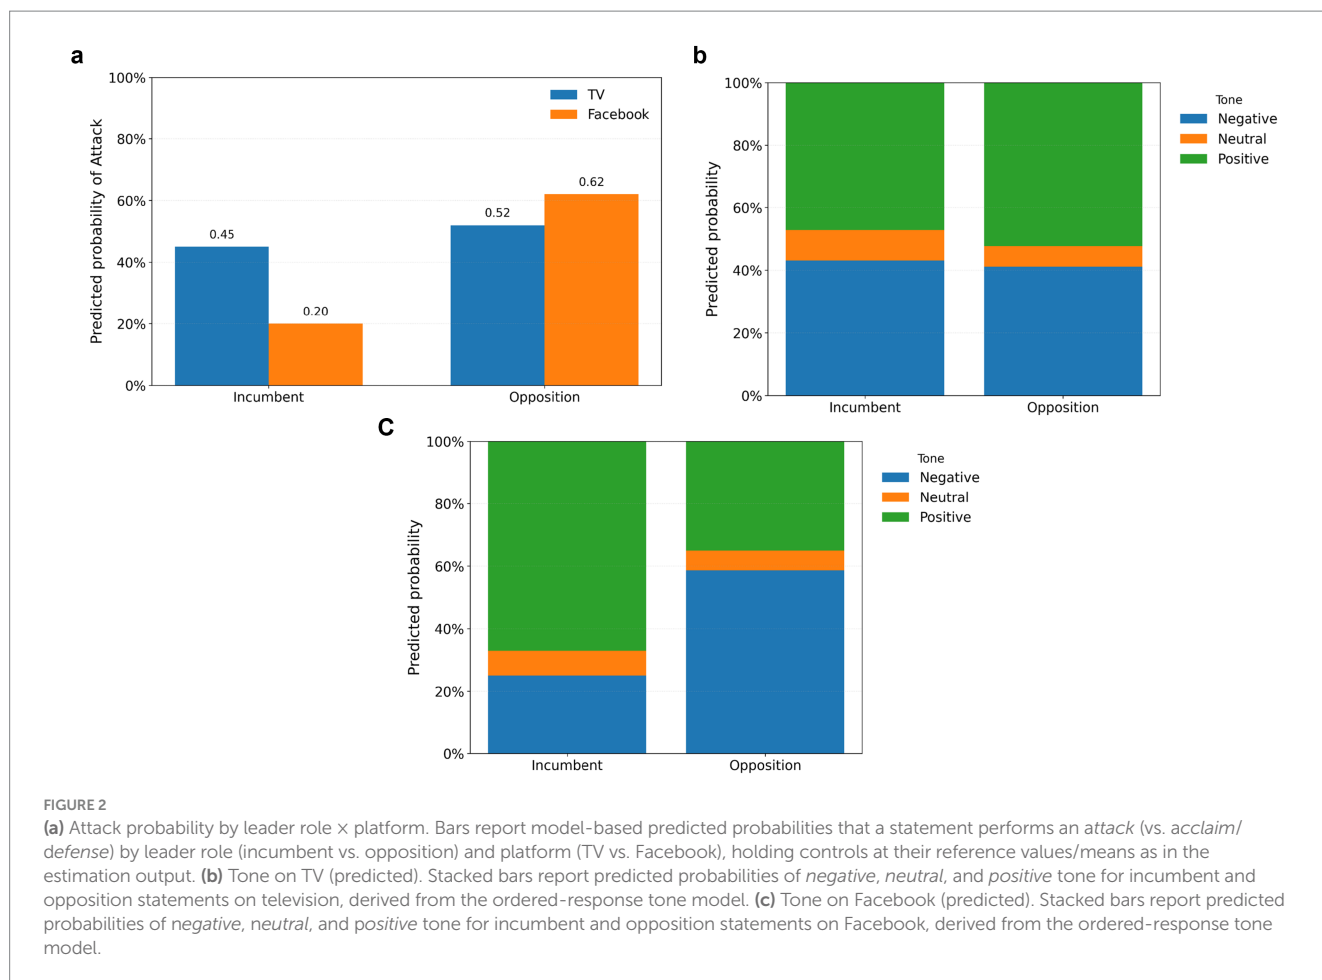 a
100%
80%
60%
40%
20%
0%
Predicted probability of Attack
TV
Facebook
0.45
0.20
0.52
0.62
Incumbent
Opposition
b
100%
80%
60%
40%
20%
0%
Predicted probability
Incumbent
Opposition
Tone
Negative
Neutral
Positive
C
100%
80%
60%
40%
20%
0%
Predicted probability
Incumbent
Opposition
Tone
Negative
Neutral
Positive
FIGURE 2
(a) Attack probability by leader role × platform. Bars report model-based predicted probabilities that a statement performs an attack (vs. acclaim/
defense) by leader role (incumbent vs. opposition) and platform (TV vs. Facebook), holding controls at their reference values/means as in the
estimation output. (b) Tone on TV (predicted). Stacked bars report predicted probabilities of negative, neutral, and positive tone for incumbent and
opposition statements on television, derived from the ordered-response tone model. (c) Tone on Facebook (predicted). Stacked bars report predicted
probabilities of negative, neutral, and positive tone for incumbent and opposition statements on Facebook, derived from the ordered-response tone
model.